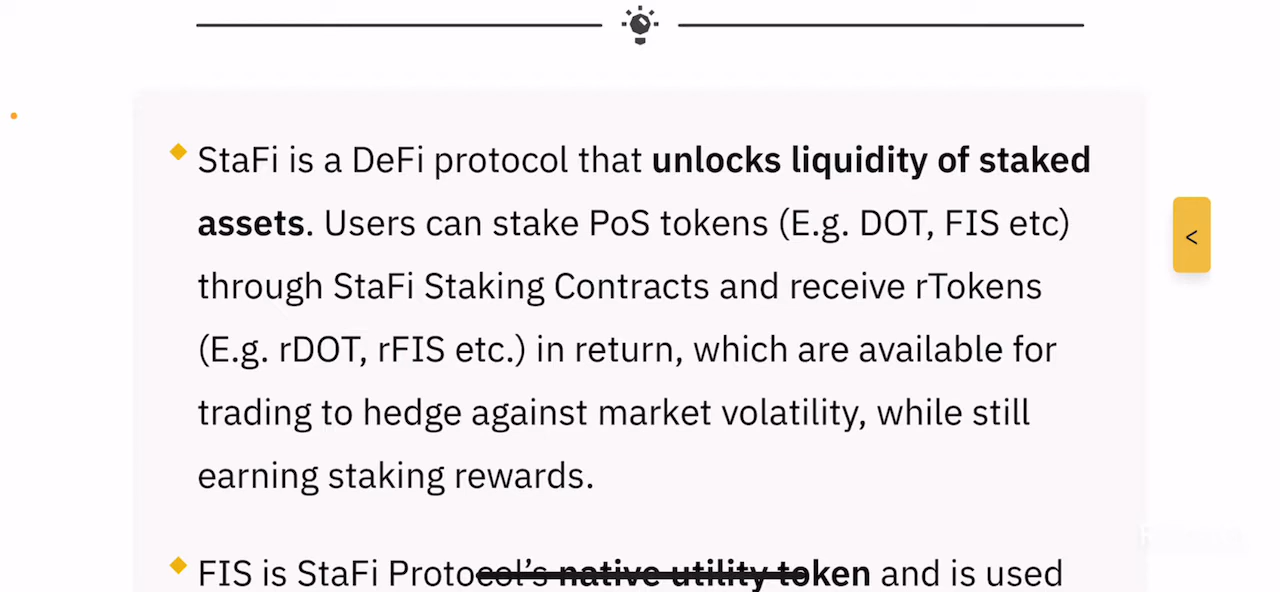 StaFi is a DeFi protocol that unlocks liquidity of staked
assets. Users can stake PoS tokens (E.g. DOT, FIS etc)
through StaFi Staking Contracts and receive rTokens
(E.g. rDOT, rFIS etc.) in return, which are available for
trading to hedge against market volatility, while still
earning staking rewards.
<
FIS is StaFi Protocol's native utility token and is used